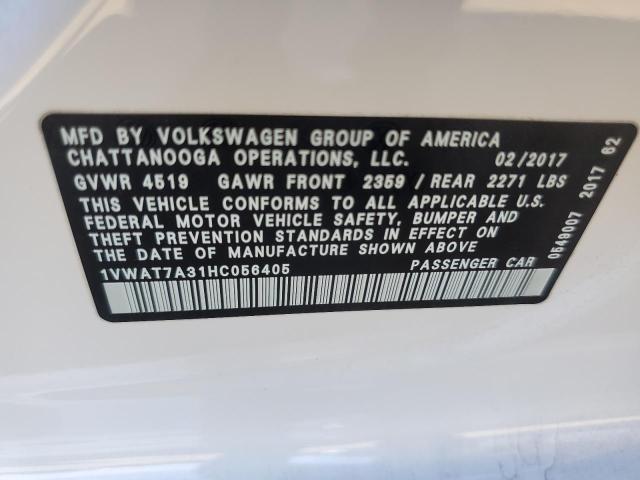 MFD BY VOLKSWAGEN GROUP OF AMERICA
CHATTANOOGA OPERATIONS, LLC. 02/2017
GVWR 4519 GAWR FRONT 2359 / REAR 2271 LBS
THIS VEHICLE CONFORMS TO ALL APPLICABLE U.S.
FEDERAL MOTOR VEHICLE SAFETY, BUMPER AND
THEFT PREVENTION STANDARDS IN EFFECT ON
THE DATE OF MANUFACTURE SHOWN ABOVE
1VWAT7A31HC056405 PASSENGER CAR
0549007 2017 62